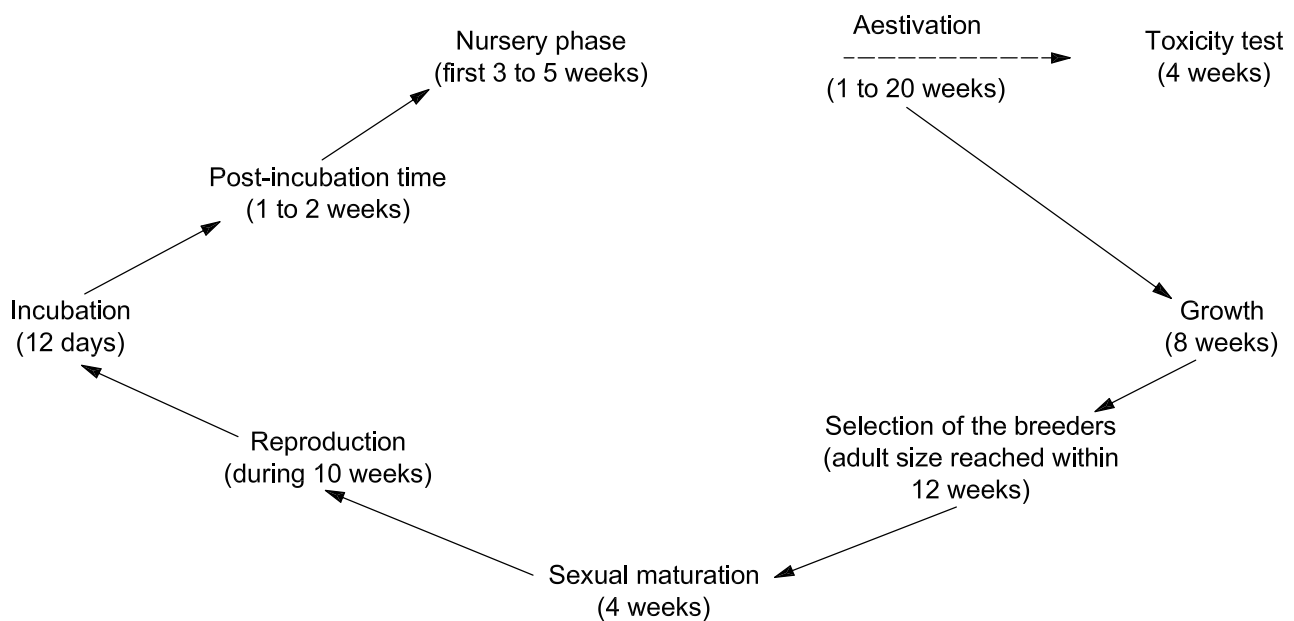 Nursery phase
(first 3 to 5 weeks)
Aestivation
(1 to 20 weeks)
Toxicity test
(4 weeks)
Post-incubation time
(1 to 2 weeks)
Incubation
(12 days)
Growth
(8 weeks)
Reproduction
(during 10 weeks)
Selection of the breeders
(adult size reached within
12 weeks)
Sexual maturation
(4 weeks)